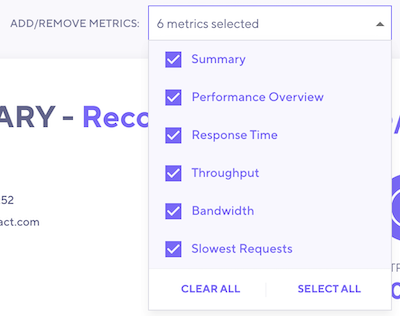 ADD/REMOVE METRICS: 6 metrics selected
Summary
Performance Overview
ARY - Reco
Response Time
Throughput
52
Bandwidth
act.com
Slowest Requests
CLEAR ALL SELECT ALL